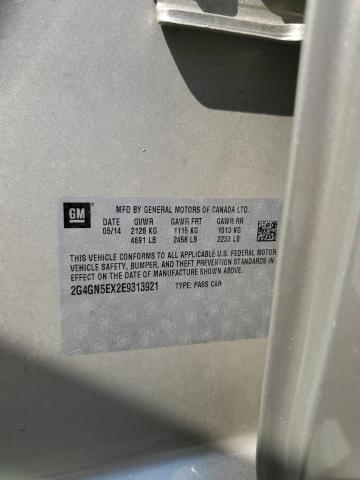 GM
MFD BY GENERAL MOTORS OF CANADA LTD.
DATE GVWR GAWR FRT GAWR RR
05/14 2128 KG 1115 KG 1013 KG
4691 LB 2458 LB 2233 LB
THIS VEHICLE CONFORMS TO ALL APPLICABLE U.S. FEDERAL MOTOR
VEHICLE SAFETY, BUMPER, AND THEFT PREVENTION STANDARDS IN
EFFECT ON THE DATE OF MANUFACTURE SHOWN ABOVE.
2G4GN5EX2E9313921 TYPE: PASS CAR